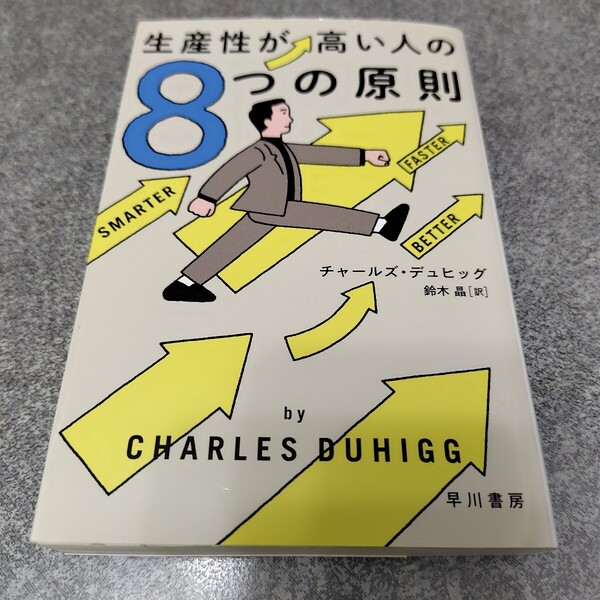 生産性が高い人の
8つの原則
SMARTER
FASTER
BETTER
チャールズ・デュヒッグ
鈴木 晶[訳]
by
CHARLES DUHIGG
早川書房